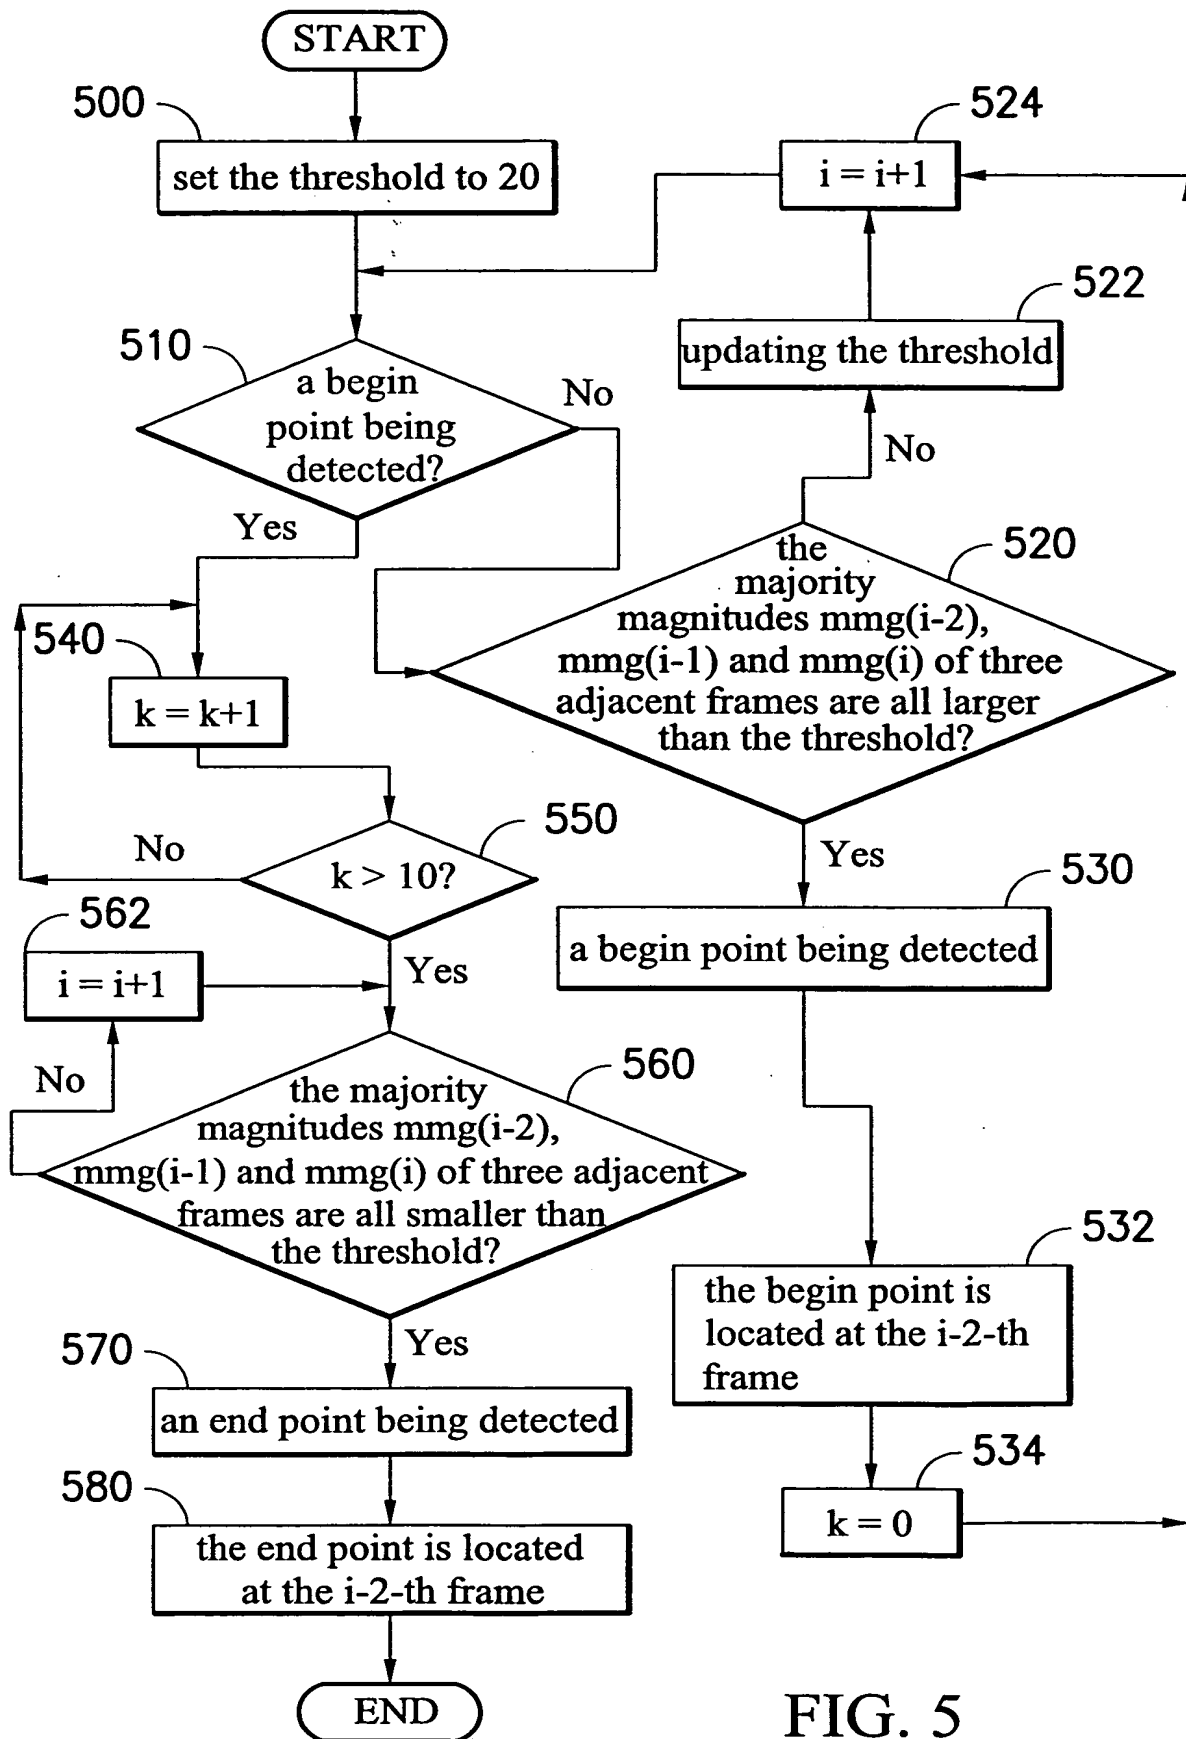 START
500
set the threshold to 20
524
i = i+1
522
updating the threshold
510
a begin
point being
detected?
No
Yes
No
520
the
majority
magnitudes mmg(i-2),
mmg(i-1) and mmg(i) of three
adjacent frames are all larger
than the threshold?
540
k = k+1
550
k > 10?
No
Yes
Yes
530
a begin point being detected
562
i = i+1
No
560
the majority
magnitudes mmg(i-2),
mmg(i-1) and mmg(i) of three adjacent
frames are all smaller than
the threshold?
Yes
532
the begin point is
located at the i-2-th
frame
570
an end point being detected
534
k = 0
580
the end point is located
at the i-2-th frame
END
FIG. 5